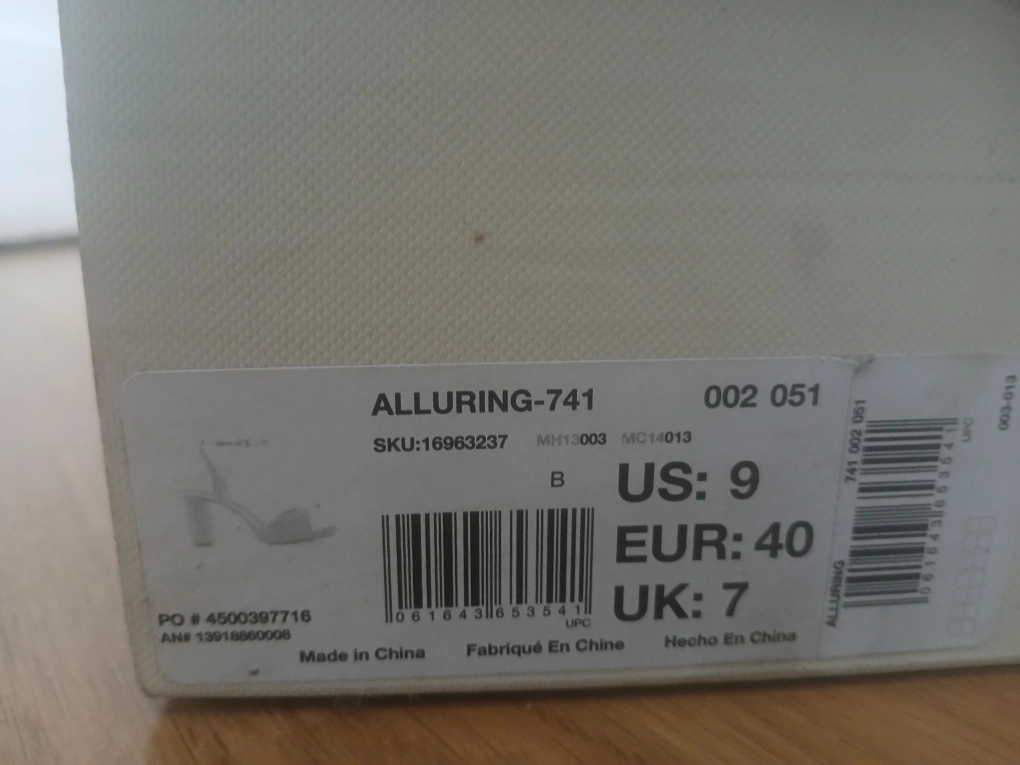 ALLURING-741 002 051
SKU:16963237 MH13003 MC14013
B
US: 9
EUR: 40
UK: 7
061643653541
UPC
PO # 4500397716
AN# 13918860008
Made in China Fabriqué En Chine Hecho En China
ALLURING 741 002 051
061643653541
UPC
003-013